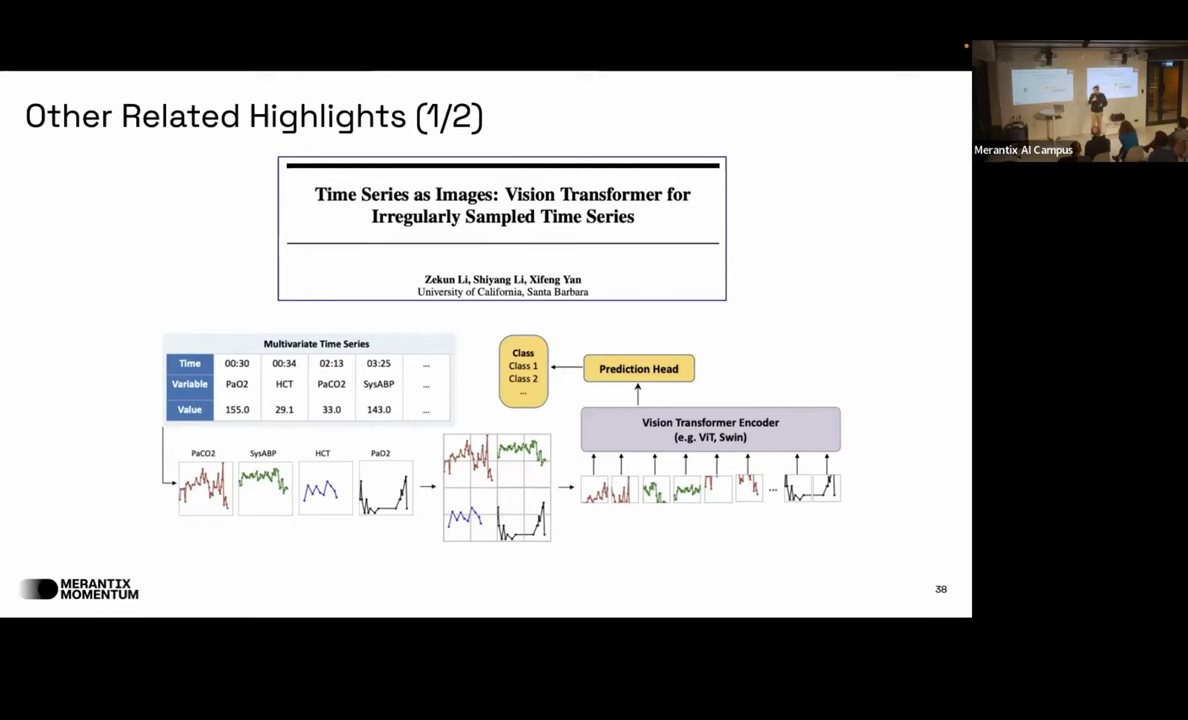 Other Related Highlights (1/2)
Time Series as Images: Vision Transformer for
Irregularly Sampled Time Series
Zekun Li, Shiyang Li, Xifeng Yan
University of California, Santa Barbara
Multivariate Time Series
Time 00:30 00:34 02:13 03:25 ...
Variable PaO2 HCT PaCO2 SysABP ...
Value 155.0 29.1 33.0 143.0 ...
PaCO2 SysABP HCT PaO2
Class
Class 1
Class 2
...
Prediction Head
Vision Transformer Encoder
(e.g. ViT, Swin)
...
MERANTIX
MOMENTUM
38
Merantix AI Campus